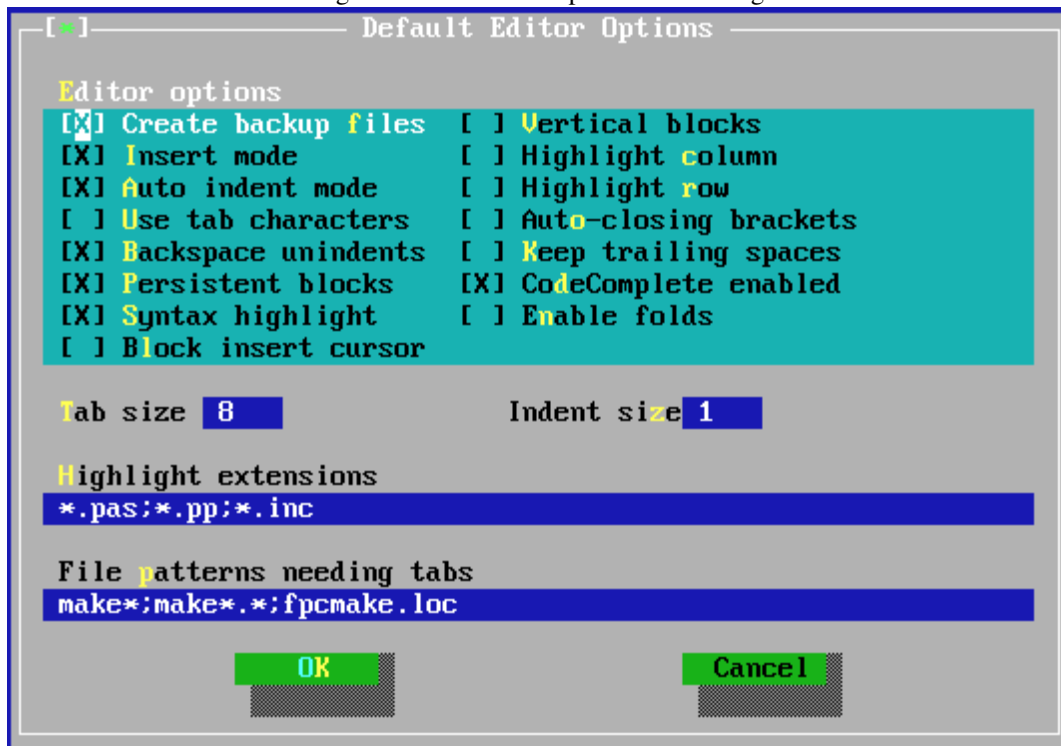 [*] Default Editor Options
Editor options
[X] Create backup files [ ] Vertical blocks
[X] Insert mode [ ] Highlight column
[X] Auto indent mode [ ] Highlight row
[ ] Use tab characters [ ] Auto-closing brackets
[X] Backspace unindents [ ] Keep trailing spaces
[X] Persistent blocks [X] CodeComplete enabled
[X] Syntax highlight [ ] Enable folds
[ ] Block insert cursor
Tab size 8 Indent size 1
Highlight extensions
*.pas;*.pp;*.inc
File patterns needing tabs
make*;make*.*;fpcmake.loc
OK Cancel